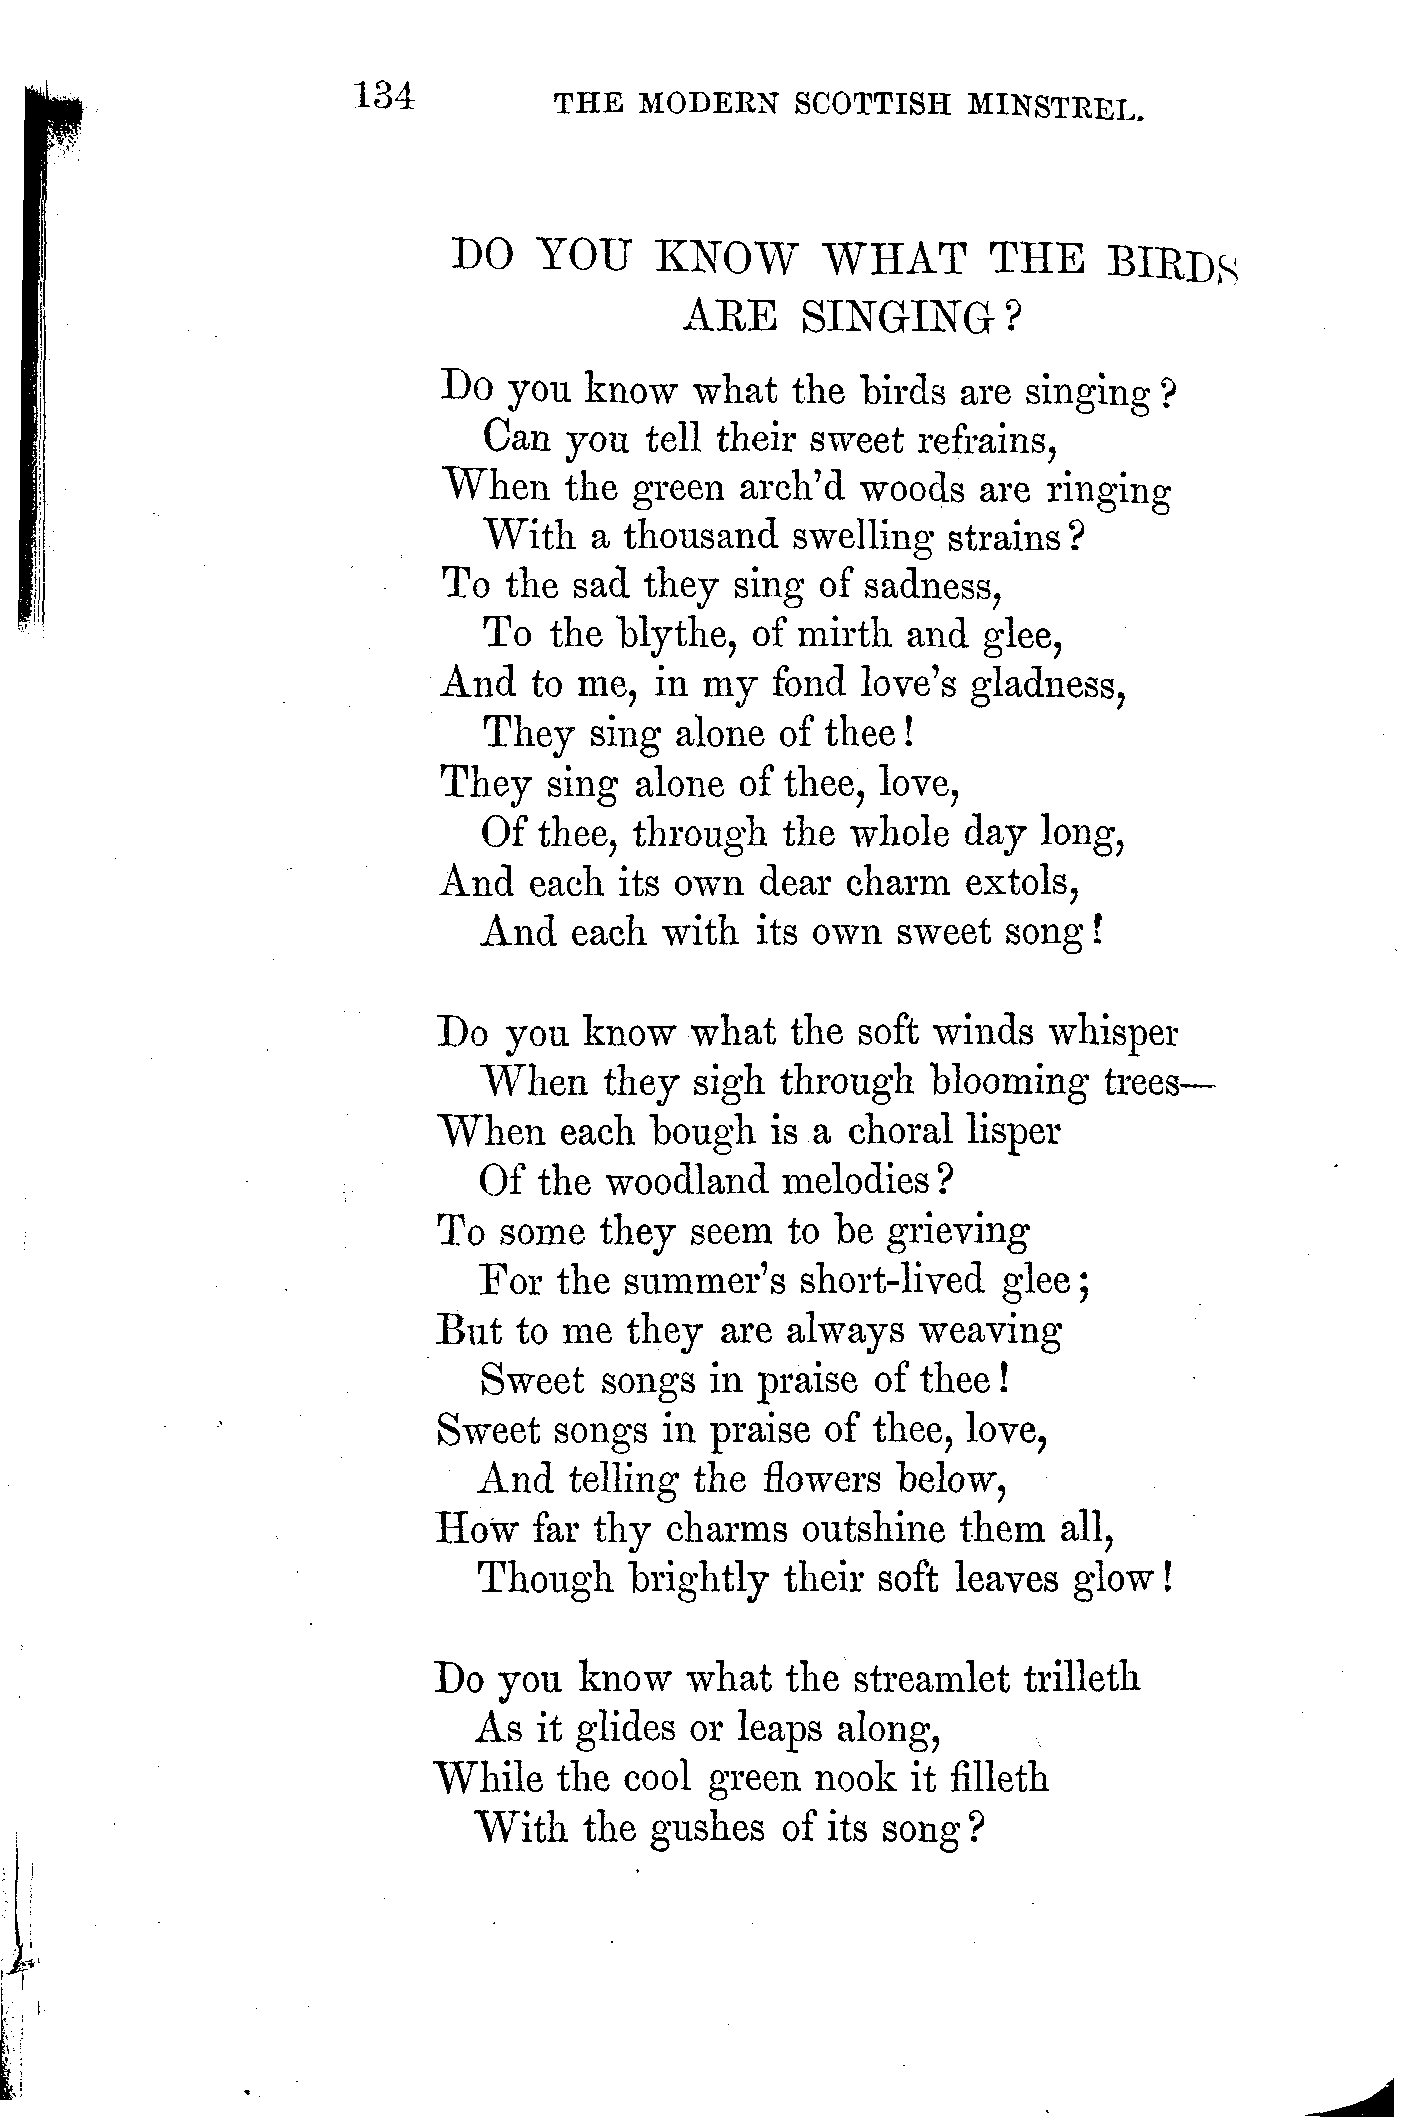 134 THE MODERN SCOTTISH MINSTREL.
DO YOU KNOW WHAT THE BIRDS
ARE SINGING?
Do you know what the birds are singing?
Can you tell their sweet refrains,
When the green arch'd woods are ringing
With a thousand swelling strains?
To the sad they sing of sadness,
To the blythe, of mirth and glee,
And to me, in my fond love's gladness,
They sing alone of thee!
They sing alone of thee, love,
Of thee, through the whole day long,
And each its own dear charm extols,
And each with its own sweet song!
Do you know what the soft winds whisper
When they sigh through blooming trees—
When each bough is a choral lisper
Of the woodland melodies?
To some they seem to be grieving
For the summer's short-lived glee;
But to me they are always weaving
Sweet songs in praise of thee!
Sweet songs in praise of thee, love,
And telling the flowers below,
How far thy charms outshine them all,
Though brightly their soft leaves glow!
Do you know what the streamlet trilleth
As it glides or leaps along,
While the cool green nook it filleth
With the gushes of its song?